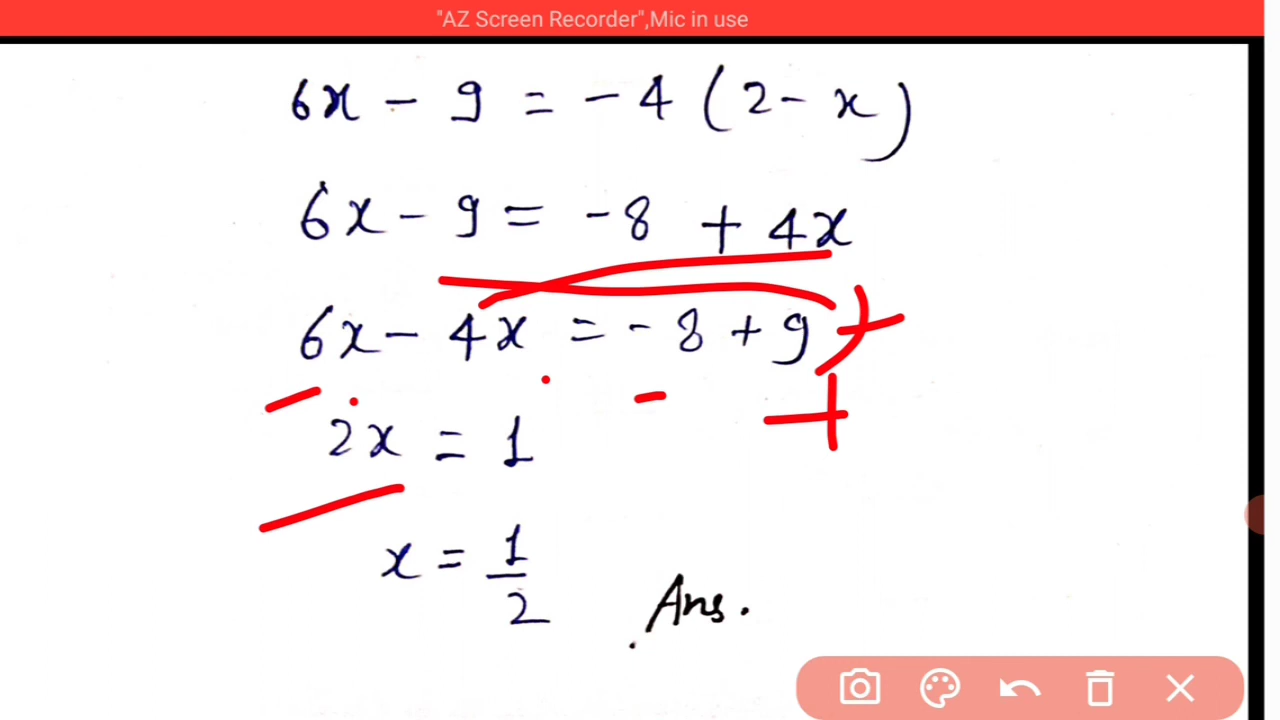 "AZ Screen Recorder",Mic in use
6x - 9 = - 4 (2 - x)
6x - 9 = -8 + 4x
6x - 4x = - 8 + 9
- +
2x = 1
x = 1/2
Ans.